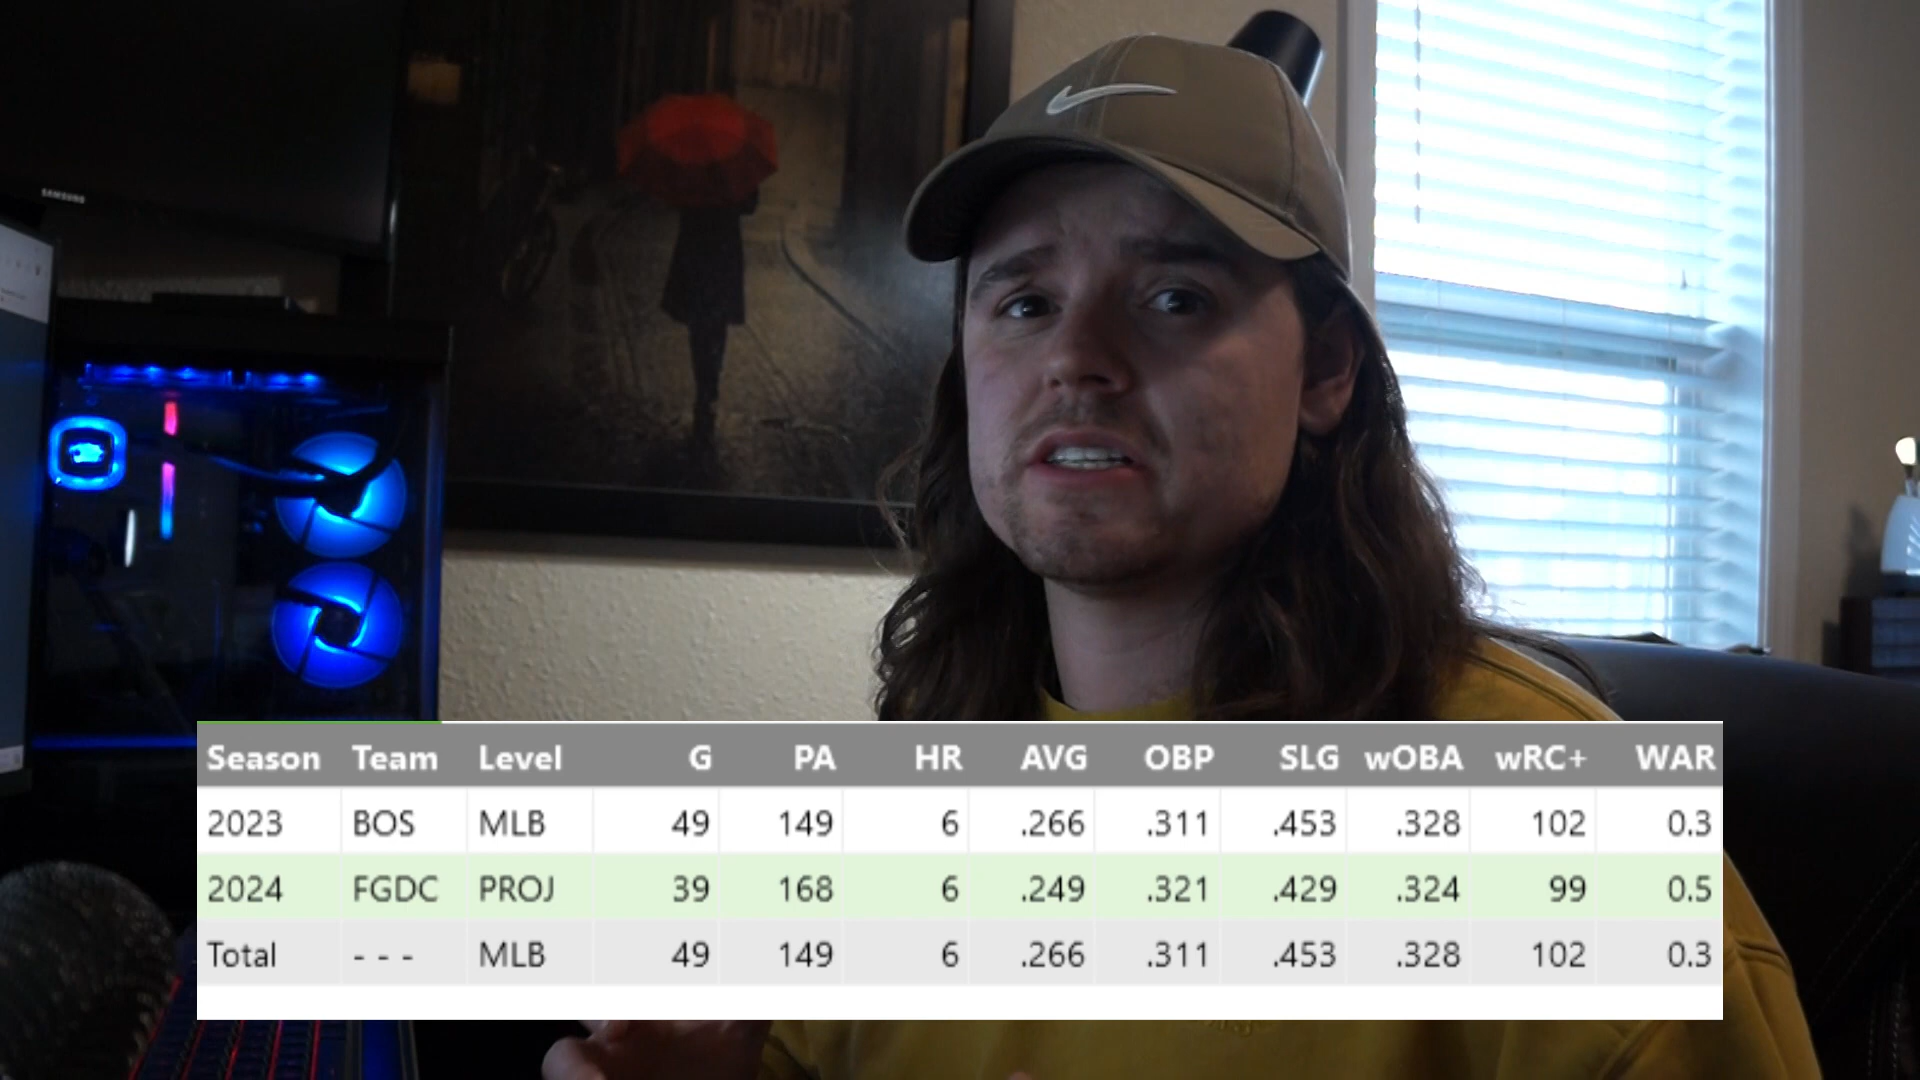 SAMSUNG
Season Team Level G PA HR AVG OBP SLG wOBA wRC+ WAR
2023 BOS MLB 49 149 6 .266 .311 .453 .328 102 0.3
2024 FGDC PROJ 39 168 6 .249 .321 .429 .324 99 0.5
Total - - - MLB 49 149 6 .266 .311 .453 .328 102 0.3